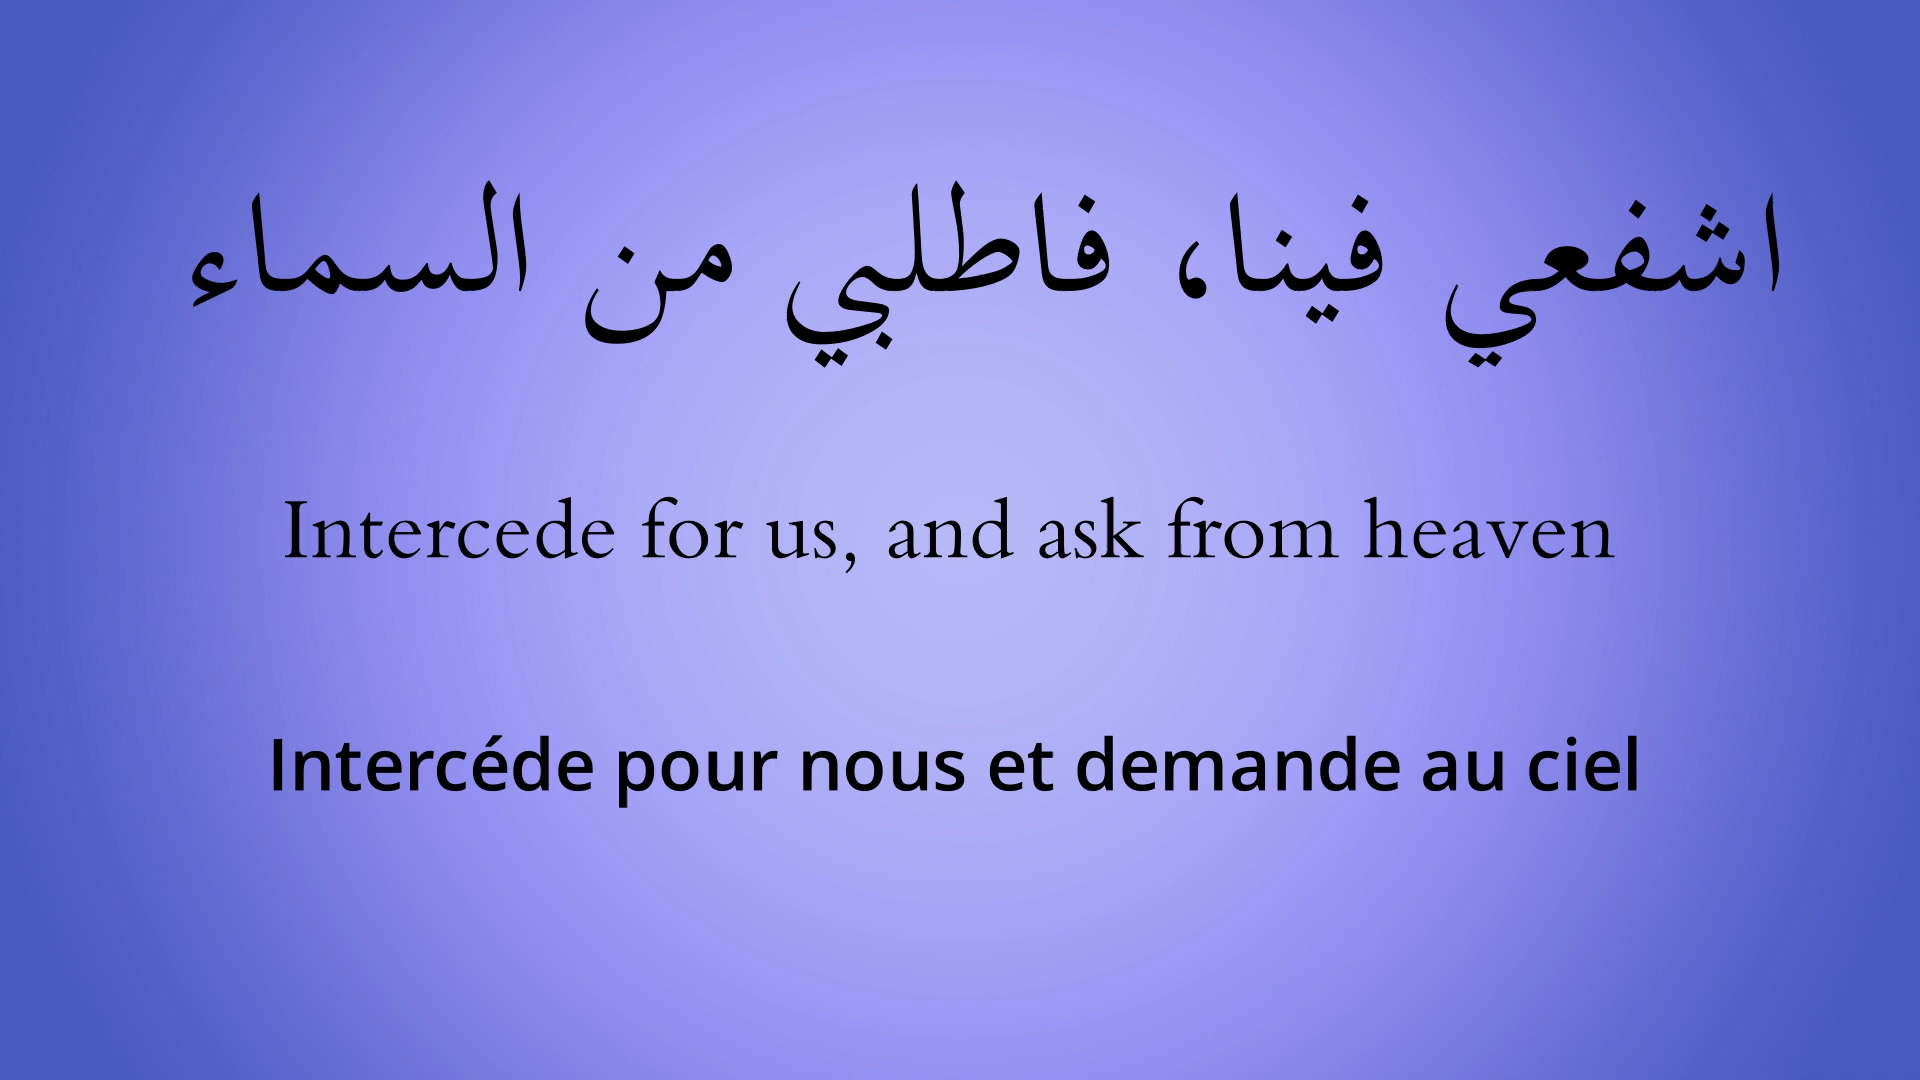 اشفعي فينا، فاطلبي من السماء
Intercede for us, and ask from heaven
Intercéde pour nous et demande au ciel